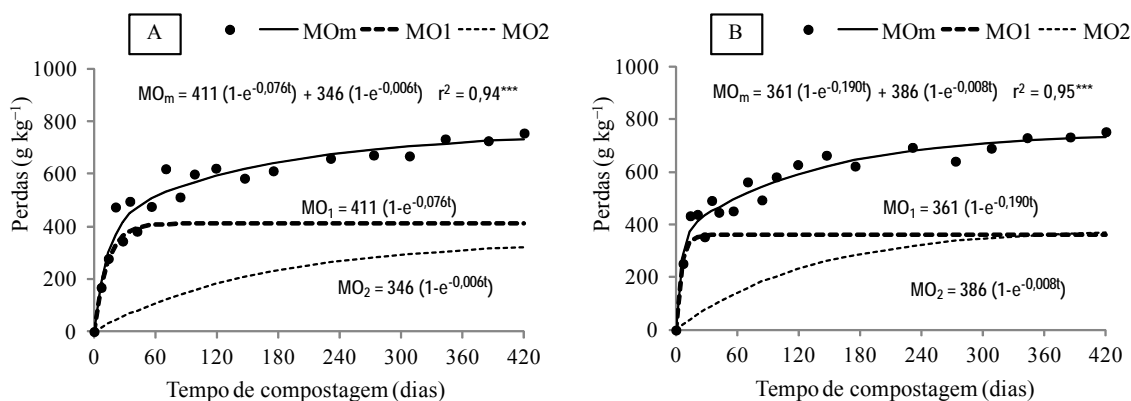 A MOm MO1 MO2
Perdas (g kg⁻¹)
1000
800
600
400
200
0
MOₘ = 411 (1-e⁻⁰,⁰⁷⁶ᵗ) + 346 (1-e⁻⁰,⁰⁰⁶ᵗ) r² = 0,94***
MO₁ = 411 (1-e⁻⁰,⁰⁷⁶ᵗ)
MO₂ = 346 (1-e⁻⁰,⁰⁰⁶ᵗ)
0 60 120 180 240 300 360 420
Tempo de compostagem (dias)
B MOm MO1 MO2
Perdas (g kg⁻¹)
1000
800
600
400
200
0
MOₘ = 361 (1-e⁻⁰,¹⁹⁰ᵗ) + 386 (1-e⁻⁰,⁰⁰⁸ᵗ) r² = 0,95***
MO₁ = 361 (1-e⁻⁰,¹⁹⁰ᵗ)
MO₂ = 386 (1-e⁻⁰,⁰⁰⁸ᵗ)
0 60 120 180 240 300 360 420
Tempo de compostagem (dias)